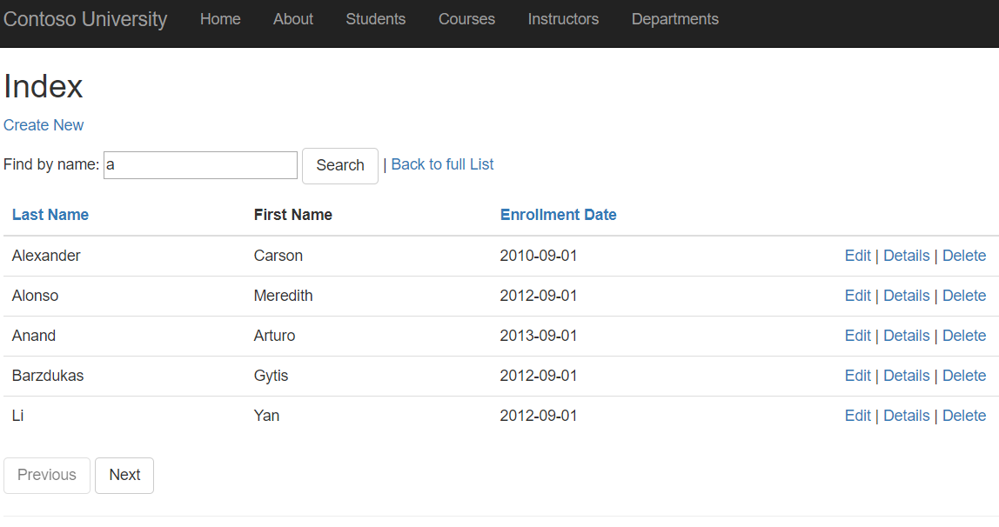 Contoso University Home About Students Courses Instructors Departments
Index
Create New
Find by name: a Search | Back to full List
Last Name First Name Enrollment Date
Alexander Carson 2010-09-01 Edit | Details | Delete
Alonso Meredith 2012-09-01 Edit | Details | Delete
Anand Arturo 2013-09-01 Edit | Details | Delete
Barzdukas Gytis 2012-09-01 Edit | Details | Delete
Li Yan 2012-09-01 Edit | Details | Delete
Previous Next